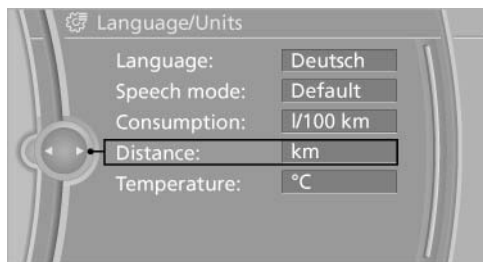 Language/Units
Language: Deutsch
Speech mode: Default
Consumption: l/100 km
Distance: km
Temperature: °C